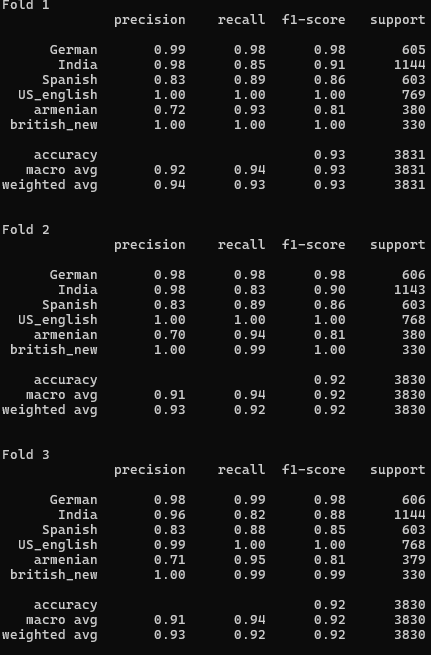 Fold 1
precision recall f1-score support
German 0.99 0.98 0.98 605
India 0.98 0.85 0.91 1144
Spanish 0.83 0.89 0.86 603
US_english 1.00 1.00 1.00 769
armenian 0.72 0.93 0.81 380
british_new 1.00 1.00 1.00 330
accuracy 0.93 3831
macro avg 0.92 0.94 0.93 3831
weighted avg 0.94 0.93 0.93 3831
Fold 2
precision recall f1-score support
German 0.98 0.98 0.98 606
India 0.98 0.83 0.90 1143
Spanish 0.83 0.89 0.86 603
US_english 1.00 1.00 1.00 768
armenian 0.70 0.94 0.81 380
british_new 1.00 0.99 1.00 330
accuracy 0.92 3830
macro avg 0.91 0.94 0.92 3830
weighted avg 0.93 0.92 0.92 3830
Fold 3
precision recall f1-score support
German 0.98 0.99 0.98 606
India 0.96 0.82 0.88 1144
Spanish 0.83 0.88 0.85 603
US_english 0.99 1.00 1.00 768
armenian 0.71 0.95 0.81 379
british_new 1.00 0.99 0.99 330
accuracy 0.92 3830
macro avg 0.91 0.94 0.92 3830
weighted avg 0.93 0.92 0.92 3830